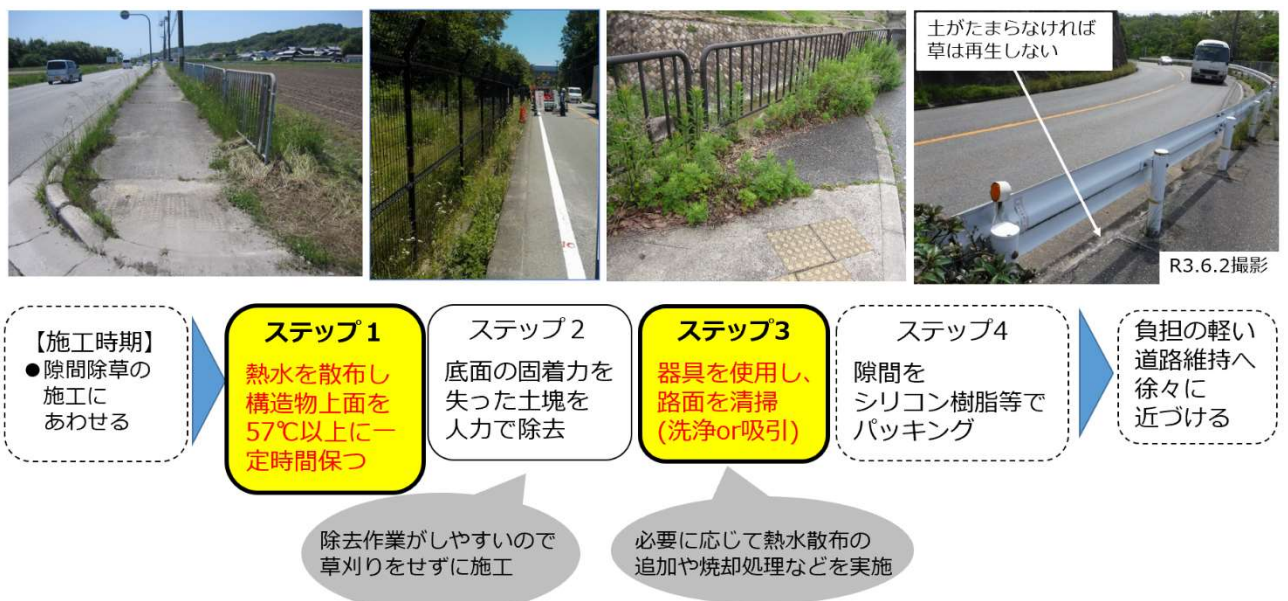 土がたまらなければ
草は再生しない
R3.6.2撮影
【施工時期】
●隙間除草の
施工に
あわせる
ステップ1
熱水を散布し
構造物上面を
57℃以上に一
定時間保つ
ステップ2
底面の固着力を
失った土塊を
人力で除去
ステップ3
器具を使用し、
路面を清掃
(洗浄or吸引)
ステップ4
隙間を
シリコン樹脂等で
パッキング
負担の軽い
道路維持へ
徐々に
近づける
除去作業がしやすいので
草刈りをせずに施工
必要に応じて熱水散布の
追加や焼却処理などを実施